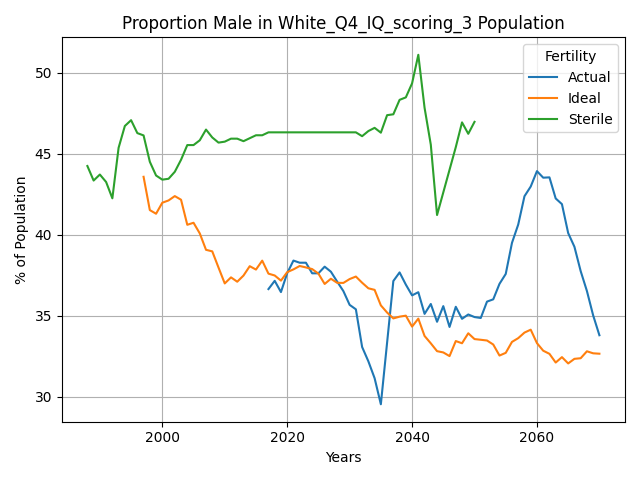 Proportion Male in White_Q4_IQ_scoring_3 Population
Fertility
Actual
Ideal
Sterile
% of Population
50
45
40
35
30
2000
2020
2040
2060
Years